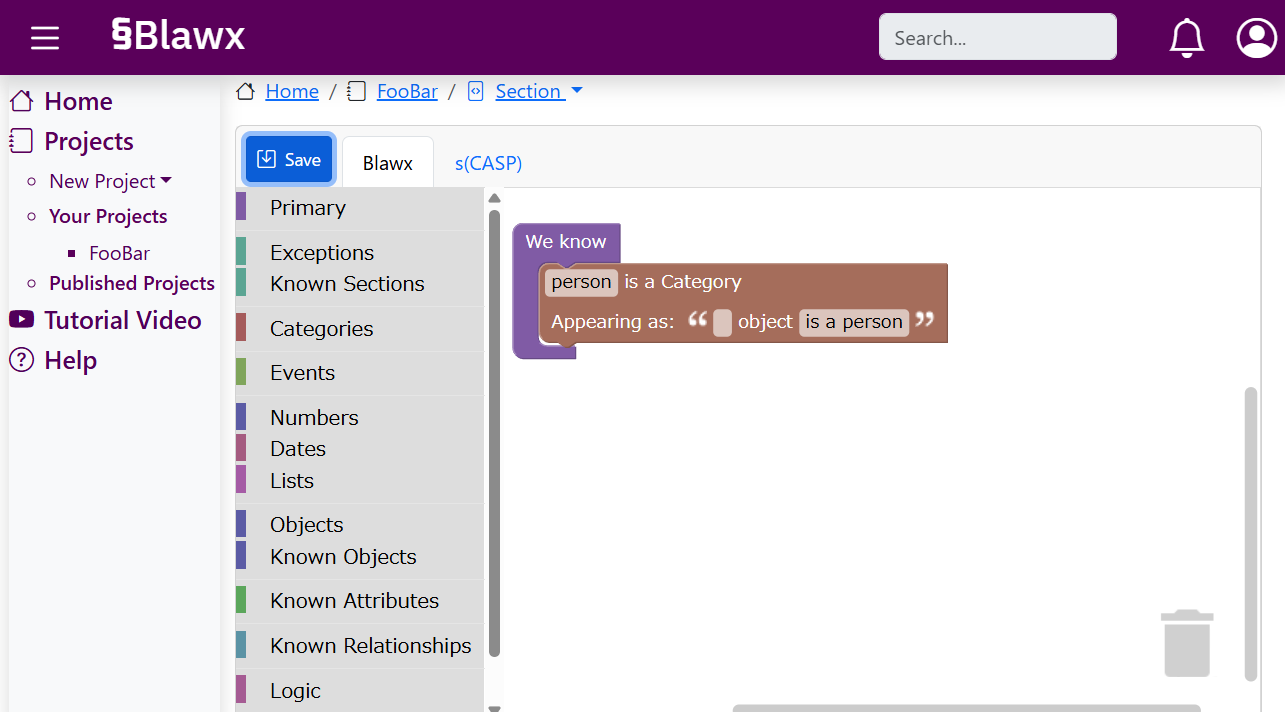 §Blawx
Search...
Home
Projects
New Project
Your Projects
FooBar
Published Projects
Tutorial Video
Help
Home / FooBar / Section
Save
Blawx
s(CASP)
Primary
Exceptions
Known Sections
Categories
Events
Numbers
Dates
Lists
Objects
Known Objects
Known Attributes
Known Relationships
Logic
We know
person is a Category
Appearing as: “ object is a person ”